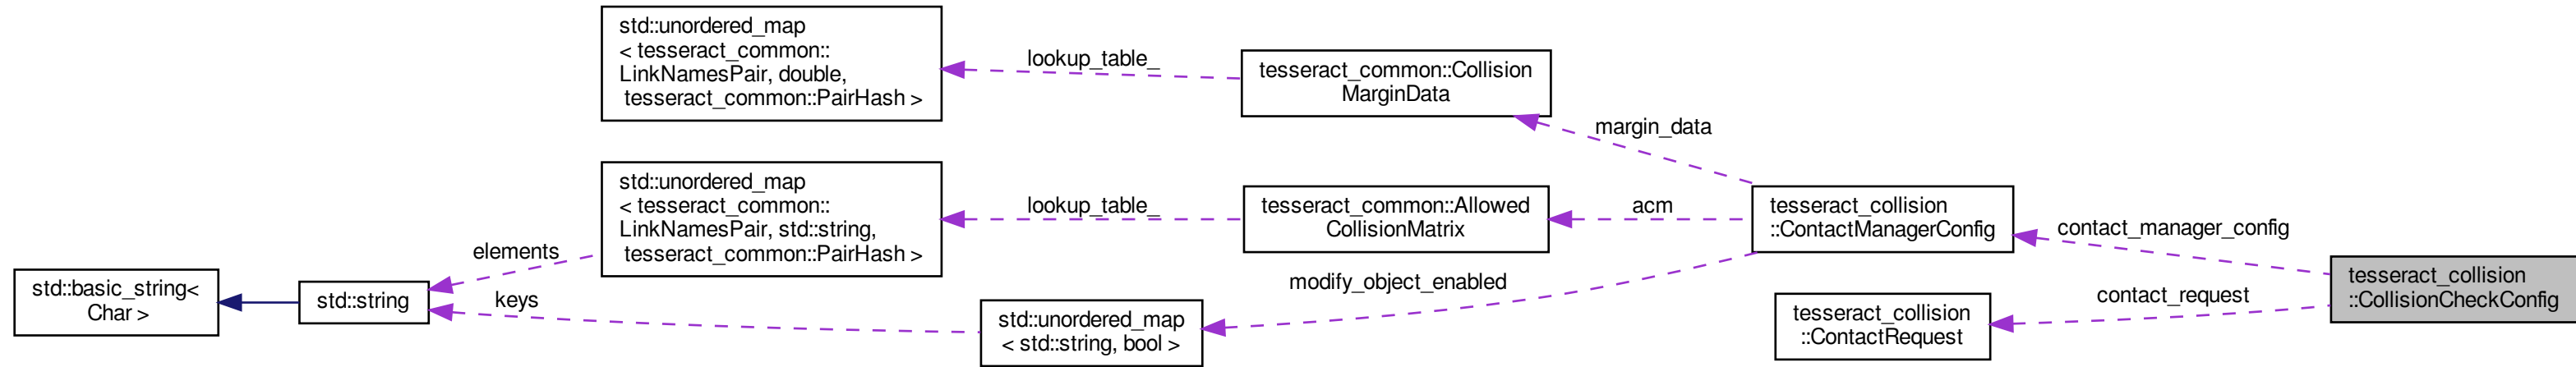 std::unordered_map
< tesseract_common::
LinkNamesPair, double,
tesseract_common::PairHash >
lookup_table_
tesseract_common::Collision
MarginData
margin_data
std::unordered_map
< tesseract_common::
LinkNamesPair, std::string,
tesseract_common::PairHash >
lookup_table_
tesseract_common::Allowed
CollisionMatrix
acm
tesseract_collision
::ContactManagerConfig
contact_manager_config
elements
std::basic_string<
Char >
std::string
keys
modify_object_enabled
std::unordered_map
< std::string, bool >
tesseract_collision
::ContactRequest
contact_request
tesseract_collision
::CollisionCheckConfig